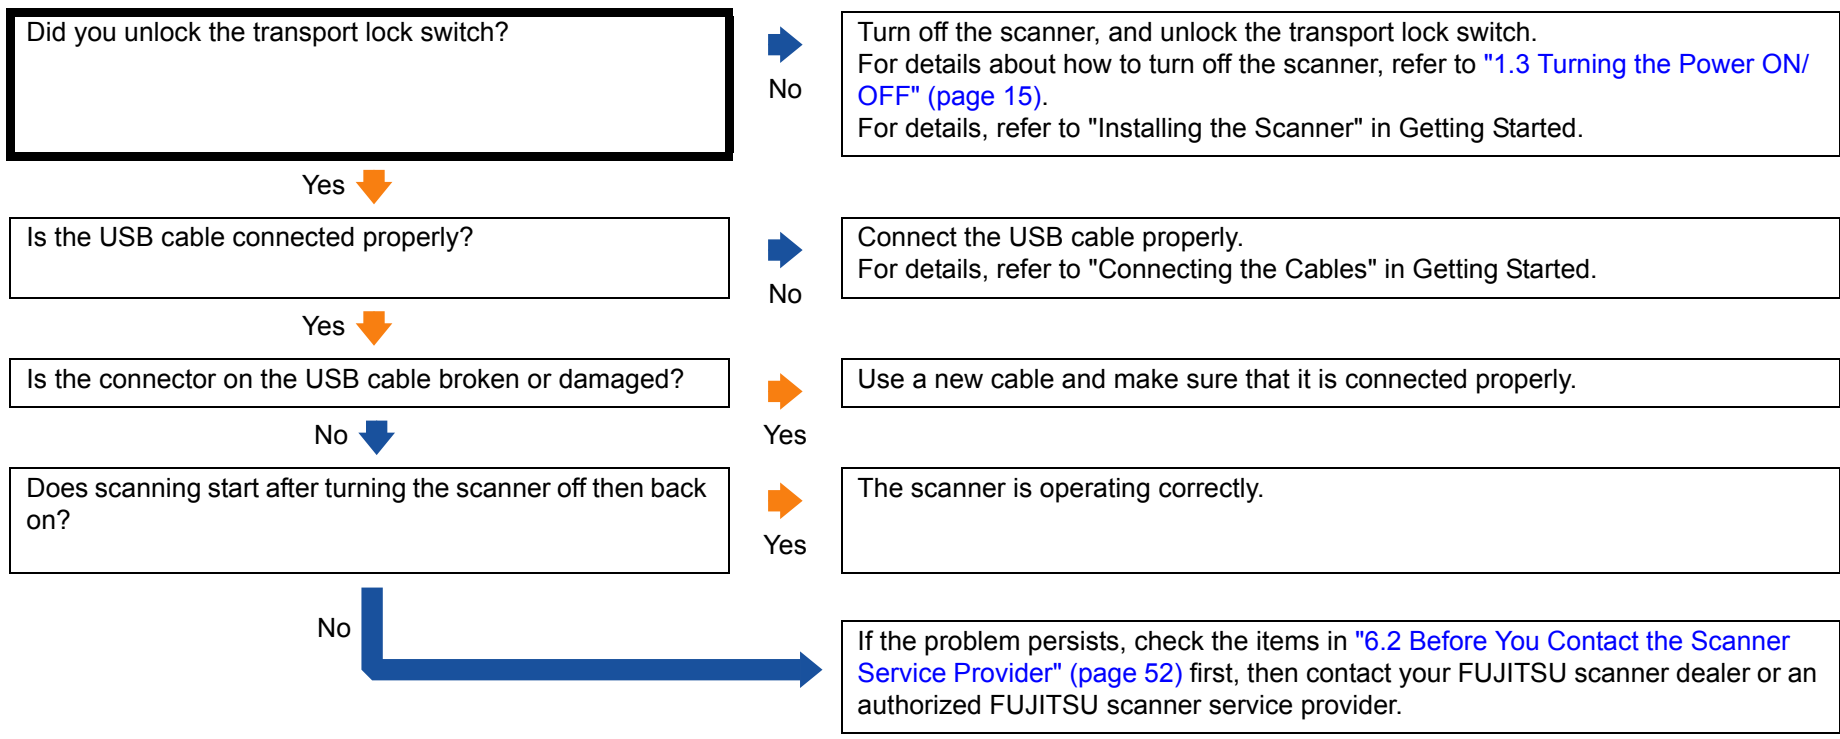 Did you unlock the transport lock switch?
No
Turn off the scanner, and unlock the transport lock switch.
For details about how to turn off the scanner, refer to "1.3 Turning the Power ON/
OFF" (page 15).
For details, refer to "Installing the Scanner" in Getting Started.
Yes
Is the USB cable connected properly?
No
Connect the USB cable properly.
For details, refer to "Connecting the Cables" in Getting Started.
Yes
Is the connector on the USB cable broken or damaged?
Yes
Use a new cable and make sure that it is connected properly.
No
Does scanning start after turning the scanner off then back
on?
Yes
The scanner is operating correctly.
No
If the problem persists, check the items in "6.2 Before You Contact the Scanner
Service Provider" (page 52) first, then contact your FUJITSU scanner dealer or an
authorized FUJITSU scanner service provider.